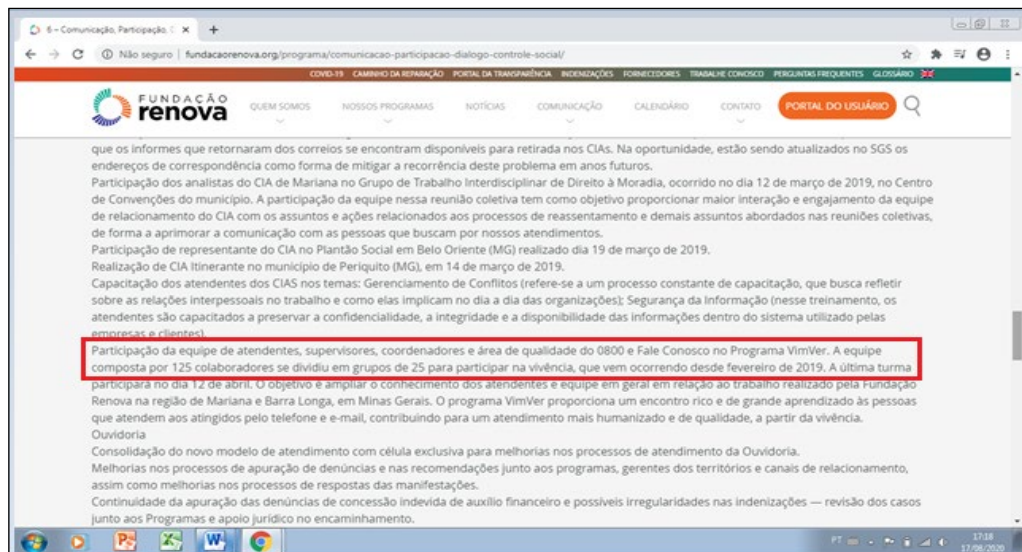 6 – Comunicação, Participação, D
Não seguro | fundacaorenova.org/programa/comunicacao-participacao-dialogo-controle-social/
COVID-19 CAMINHO DA REPARAÇÃO PORTAL DA TRANSPARÊNCIA INDENIZAÇÕES FORNECEDORES TRABALHE CONOSCO PERGUNTAS FREQUENTES GLOSSÁRIO
FUNDAÇÃO
renova
QUEM SOMOS NOSSOS PROGRAMAS NOTÍCIAS COMUNICAÇÃO CALENDÁRIO CONTATO PORTAL DO USUÁRIO
que os informes que retornaram dos correios se encontram disponíveis para retirada nos CIAs. Na oportunidade, estão sendo atualizados no SGS os
endereços de correspondência como forma de mitigar a recorrência deste problema em anos futuros.
Participação dos analistas do CIA de Mariana no Grupo de Trabalho Interdisciplinar de Direito à Moradia, ocorrido no dia 12 de março de 2019, no Centro
de Convenções do município. A participação da equipe nessa reunião coletiva tem como objetivo proporcionar maior interação e engajamento da equipe
de relacionamento do CIA com os assuntos e ações relacionados aos processos de reassentamento e demais assuntos abordados nas reuniões coletivas,
de forma a aprimorar a comunicação com as pessoas que buscam por nossos atendimentos.
Participação de representante do CIA no Plantão Social em Belo Oriente (MG) realizado dia 19 de março de 2019.
Realização de CIA Itinerante no município de Periquito (MG), em 14 de março de 2019.
Capacitação dos atendentes dos CIAS nos temas: Gerenciamento de Conflitos (refere-se a um processo constante de capacitação, que busca refletir
sobre as relações interpessoais no trabalho e como elas implicam no dia a dia das organizações); Segurança da Informação (nesse treinamento, os
atendentes são capacitados a preservar a confidencialidade, a integridade e a disponibilidade das informações dentro do sistema utilizado pelas
empresas e clientes).
Participação da equipe de atendentes, supervisores, coordenadores e área de qualidade do 0800 e Fale Conosco no Programa VimVer. A equipe
composta por 125 colaboradores se dividiu em grupos de 25 para participar na vivência, que vem ocorrendo desde fevereiro de 2019. A última turma
participará no dia 12 de abril. O objetivo é ampliar o conhecimento dos atendentes e equipe em geral em relação ao trabalho realizado pela Fundação
Renova na região de Mariana e Barra Longa, em Minas Gerais. O programa VimVer proporciona um encontro rico e de grande aprendizado às pessoas
que atendem aos atingidos pelo telefone e e-mail, contribuindo para um atendimento mais humanizado e de qualidade, a partir da vivência.
Ouvidoria
Consolidação do novo modelo de atendimento com célula exclusiva para melhorias nos processos de atendimento da Ouvidoria.
Melhorias nos processos de apuração de denúncias e nas recomendações junto aos programas, gerentes dos territórios e canais de relacionamento,
assim como melhorias nos processos de respostas das manifestações.
Continuidade da apuração das denúncias de concessão indevida de auxílio financeiro e possíveis irregularidades nas indenizações — revisão dos casos
junto aos Programas e apoio jurídico no encaminhamento.
PT 17:18
17/08/2020